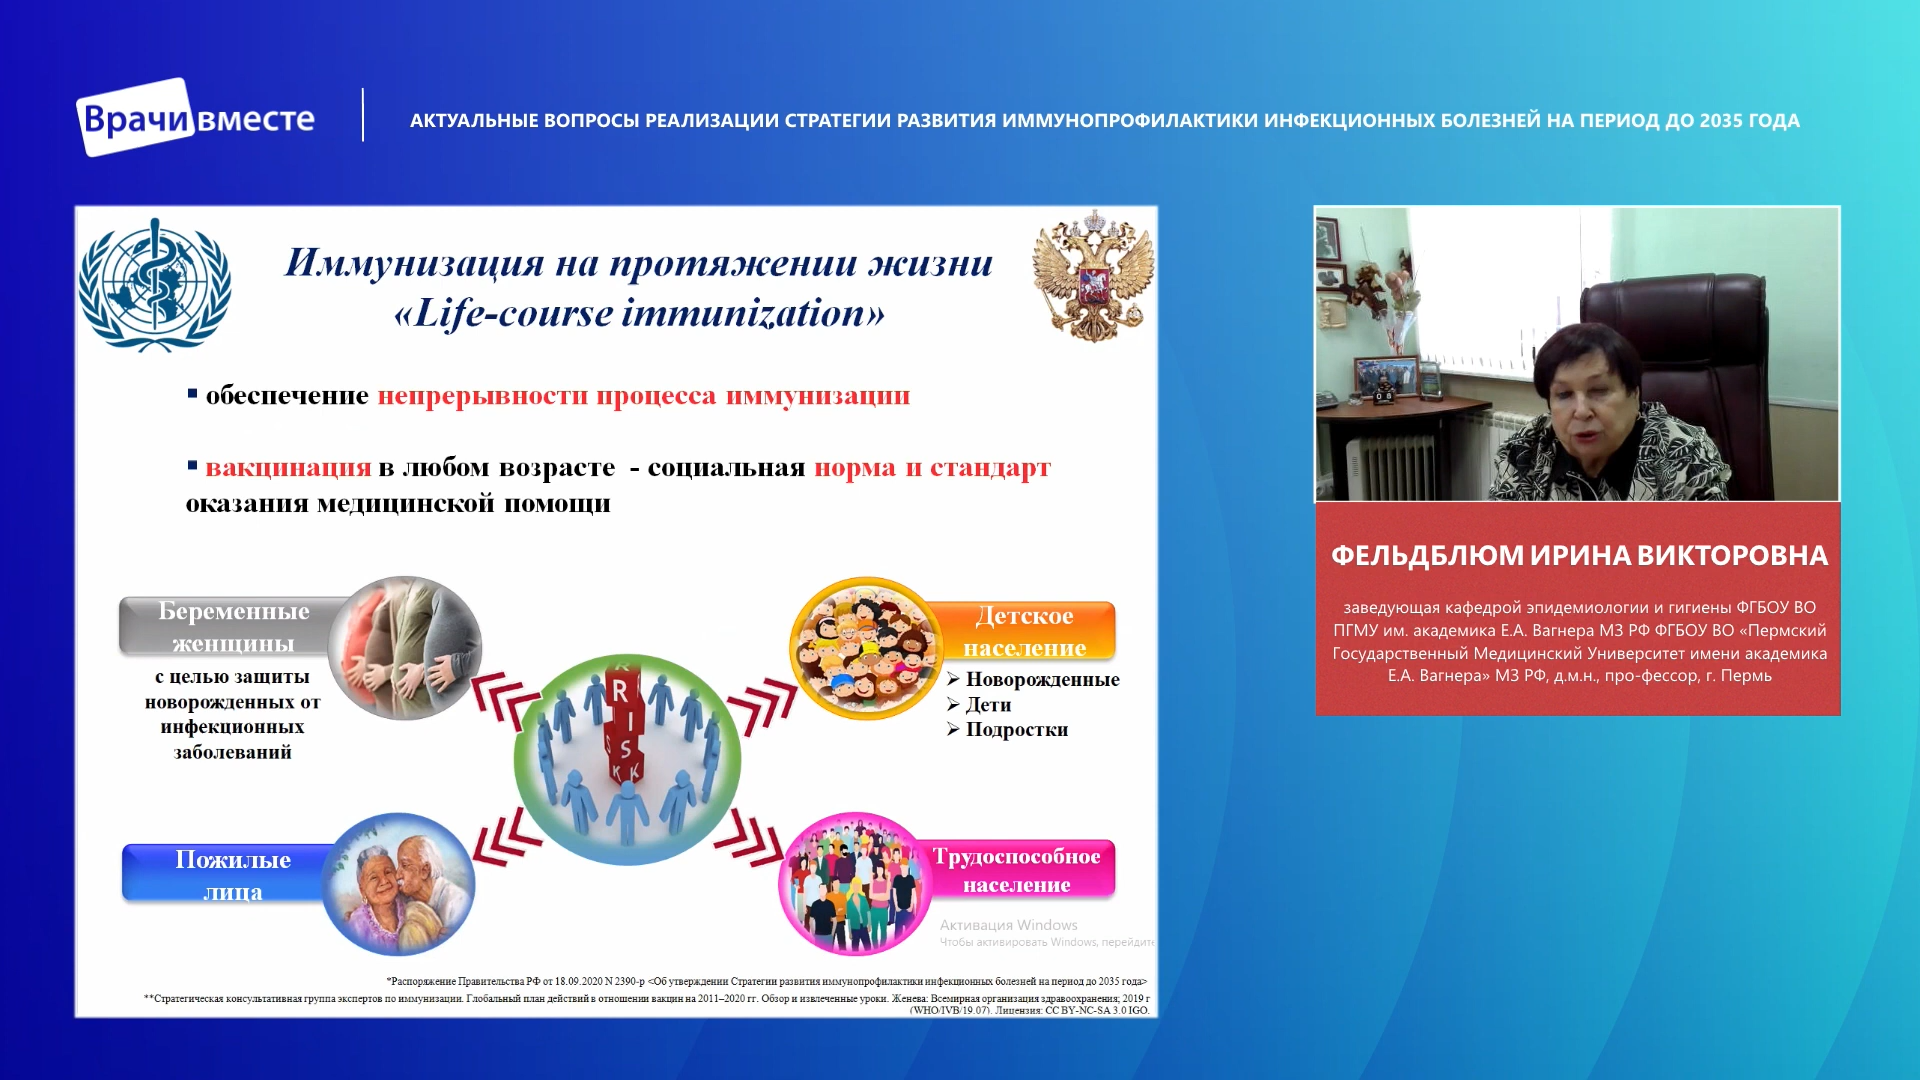 Врачи вместе
АКТУАЛЬНЫЕ ВОПРОСЫ РЕАЛИЗАЦИИ СТРАТЕГИИ РАЗВИТИЯ ИММУНОПРОФИЛАКТИКИ ИНФЕКЦИОННЫХ БОЛЕЗНЕЙ НА ПЕРИОД ДО 2035 ГОДА
Иммунизация на протяжении жизни
«Life-course immunization»
▪ обеспечение непрерывности процесса иммунизации
▪ вакцинация в любом возрасте - социальная норма и стандарт
оказания медицинской помощи
Беременные
женщины
с целью защиты
новорожденных от
инфекционных
заболеваний
Детское
население
➢ Новорожденные
➢ Дети
➢ Подростки
R
I
S
S
K
K
Пожилые
лица
Трудоспособное
население
Активация Windows
Чтобы активировать Windows, перейдите
*Распоряжение Правительства РФ от 18.09.2020 N 2390-р <Об утверждении Стратегии развития иммунопрофилактики инфекционных болезней на период до 2035 года>
**Стратегическая консультативная группа экспертов по иммунизации. Глобальный план действий в отношении вакцин на 2011–2020 гг. Обзор и извлеченные уроки. Женева: Всемирная организация здравоохранения; 2019 г
(WHO/IVB/19.07). Лицензия: CC BY-NC-SA 3.0 IGO.
ФЕЛЬДБЛЮМ ИРИНА ВИКТОРОВНА
заведующая кафедрой эпидемиологии и гигиены ФГБОУ ВО
ПГМУ им. академика Е.А. Вагнера МЗ РФ ФГБОУ ВО «Пермский
Государственный Медицинский Университет имени академика
Е.А. Вагнера» МЗ РФ, д.м.н., про-фессор, г. Пермь